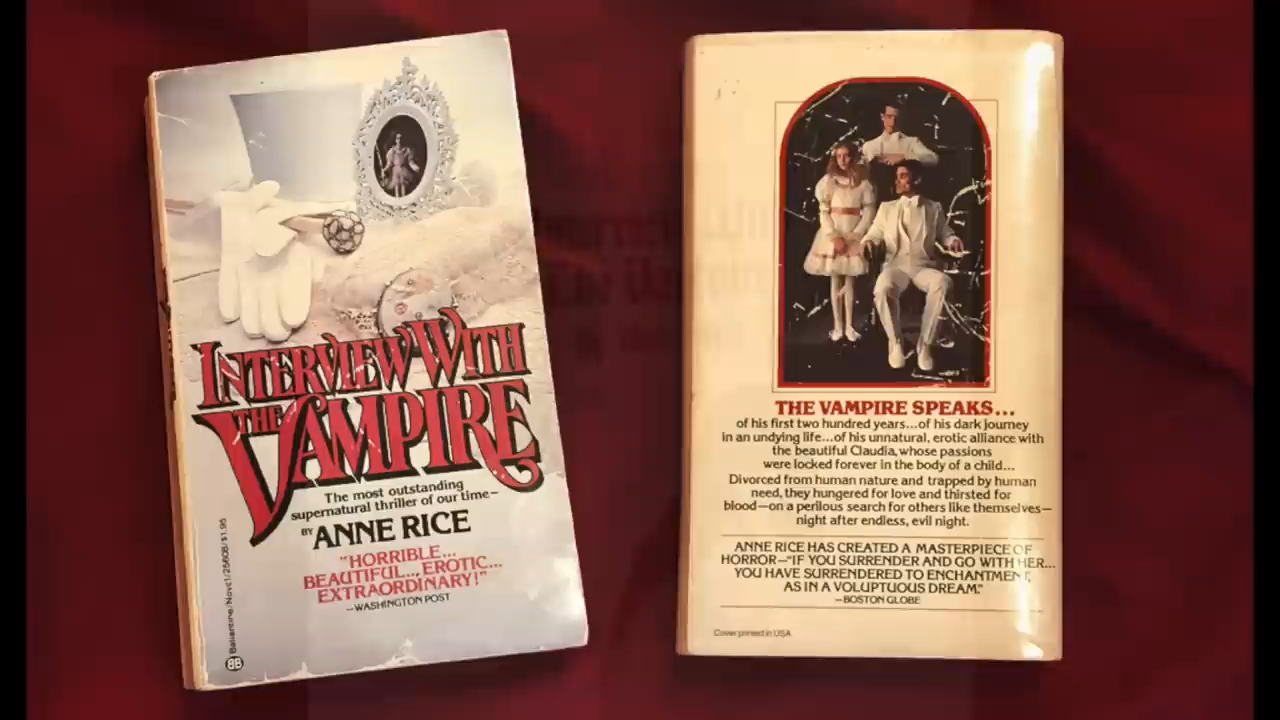 INTERVIEW WITH
THE VAMPIRE
The most outstanding
supernatural thriller of our time—
BY ANNE RICE
"HORRIBLE...
BEAUTIFUL... EROTIC...
EXTRAORDINARY!"
—WASHINGTON POST
Ballantine/Novel/25608/$1.95
BB
THE VAMPIRE SPEAKS...
of his first two hundred years...of his dark journey
in an undying life...of his unnatural, erotic alliance with
the beautiful Claudia, whose passions
were locked forever in the body of a child...
Divorced from human nature and trapped by human
need, they hungered for love and thirsted for
blood—on a perilous search for others like themselves—
night after endless, evil night.
ANNE RICE HAS CREATED A MASTERPIECE OF
HORROR—"IF YOU SURRENDER AND GO WITH HER...
YOU HAVE SURRENDERED TO ENCHANTMENT,
AS IN A VOLUPTUOUS DREAM."
—BOSTON GLOBE
Cover printed in USA